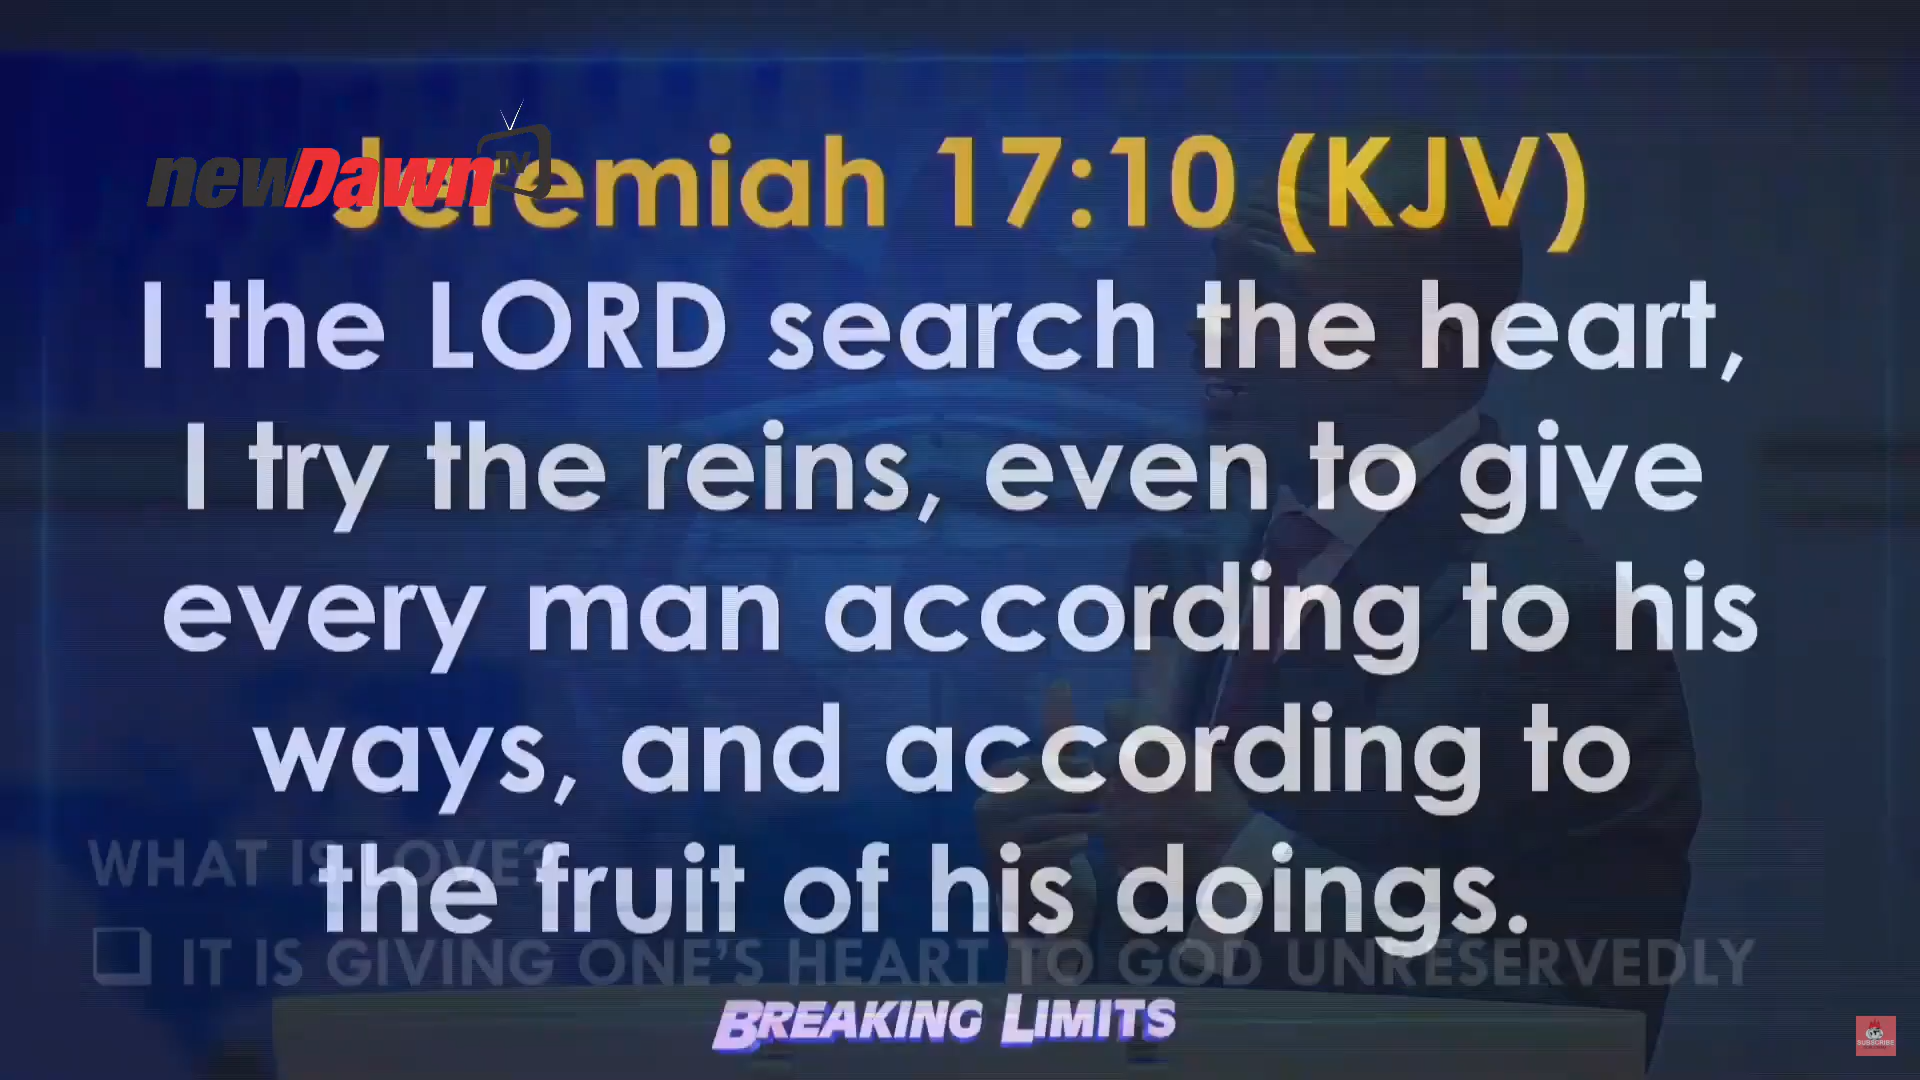 newDawn TV
Jeremiah 17:10 (KJV)
I the LORD search the heart,
I try the reins, even to give
every man according to his
ways, and according to
the fruit of his doings.
WHAT IS LOVE?
IT IS GIVING ONE'S HEART TO GOD UNRESERVEDLY
BREAKING LIMITS
SUBSCRIBE